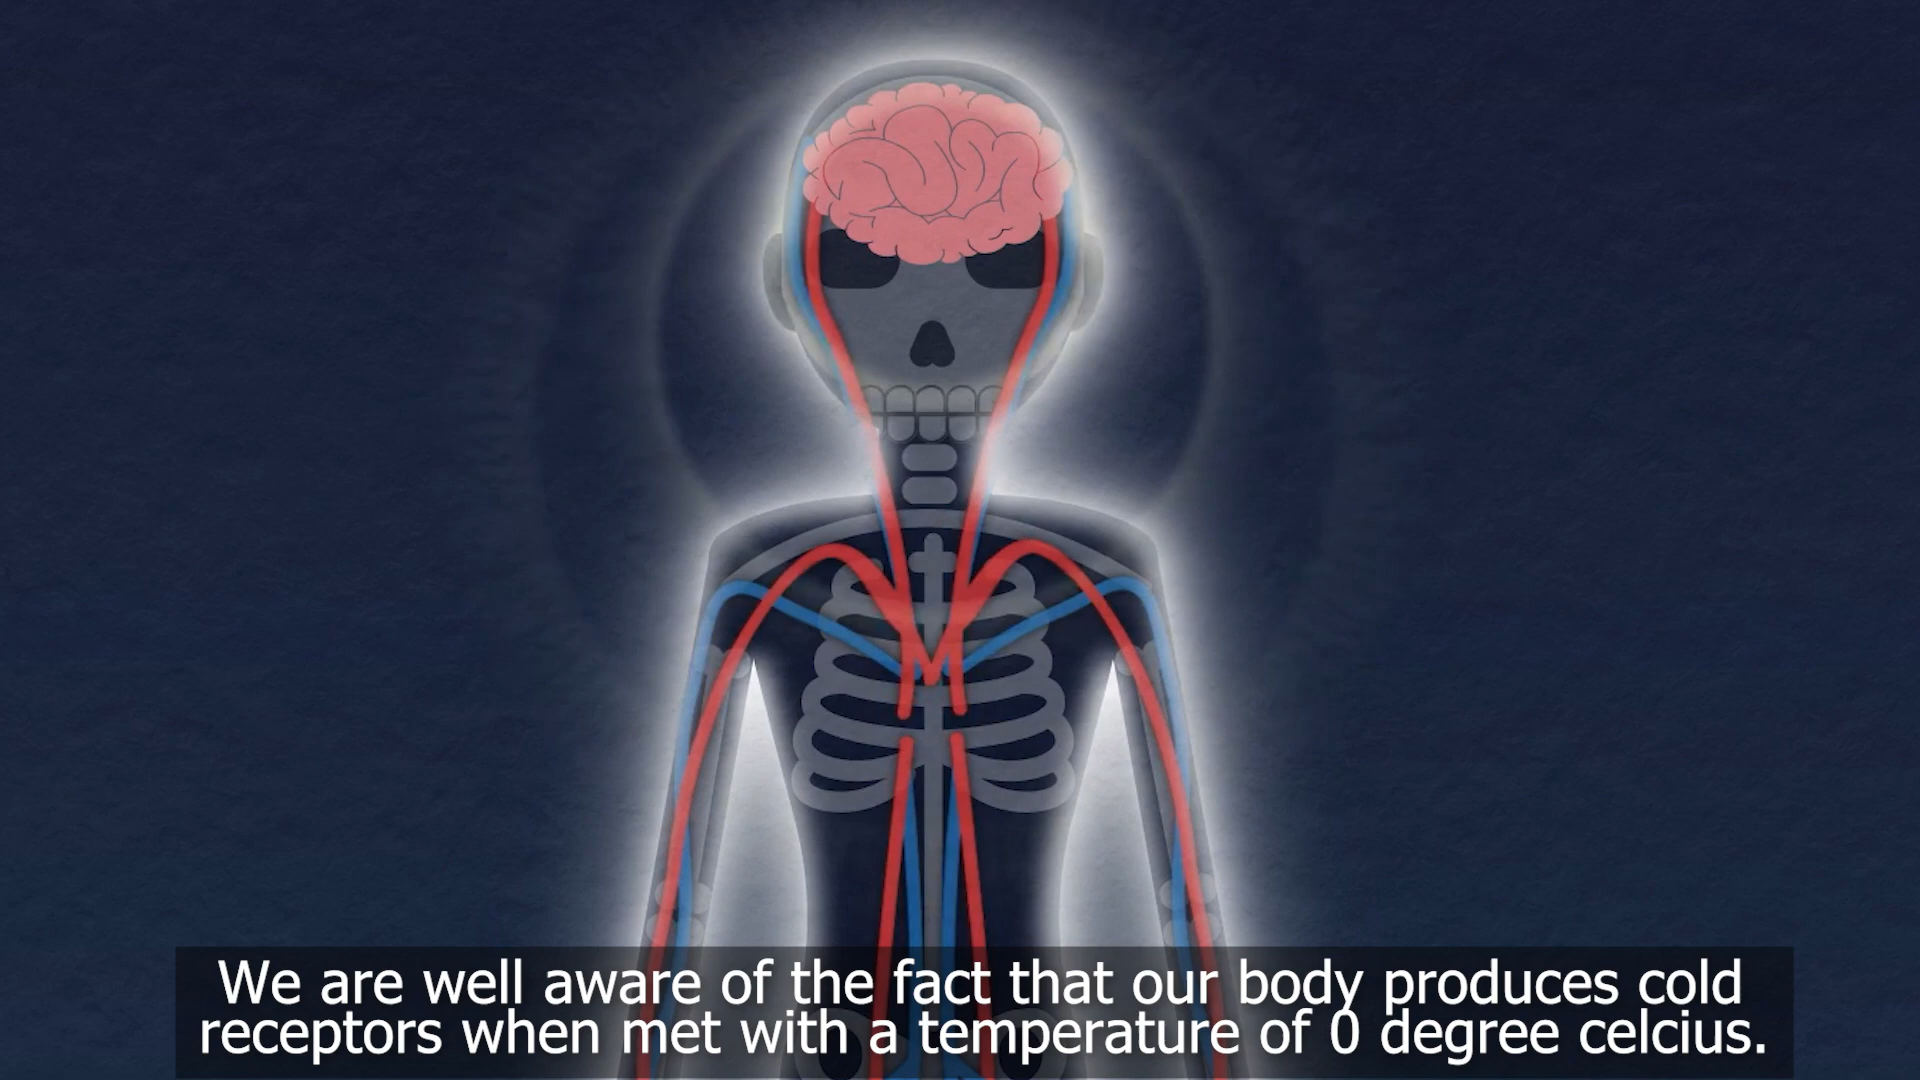 We are well aware of the fact that our body produces cold
receptors when met with a temperature of 0 degree celcius.